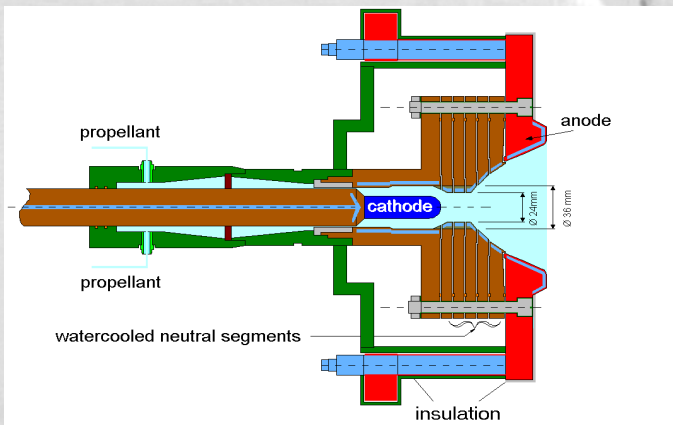 propellant
anode
cathode
Ø 24mm
Ø 36 mm
propellant
watercooled neutral segments
insulation